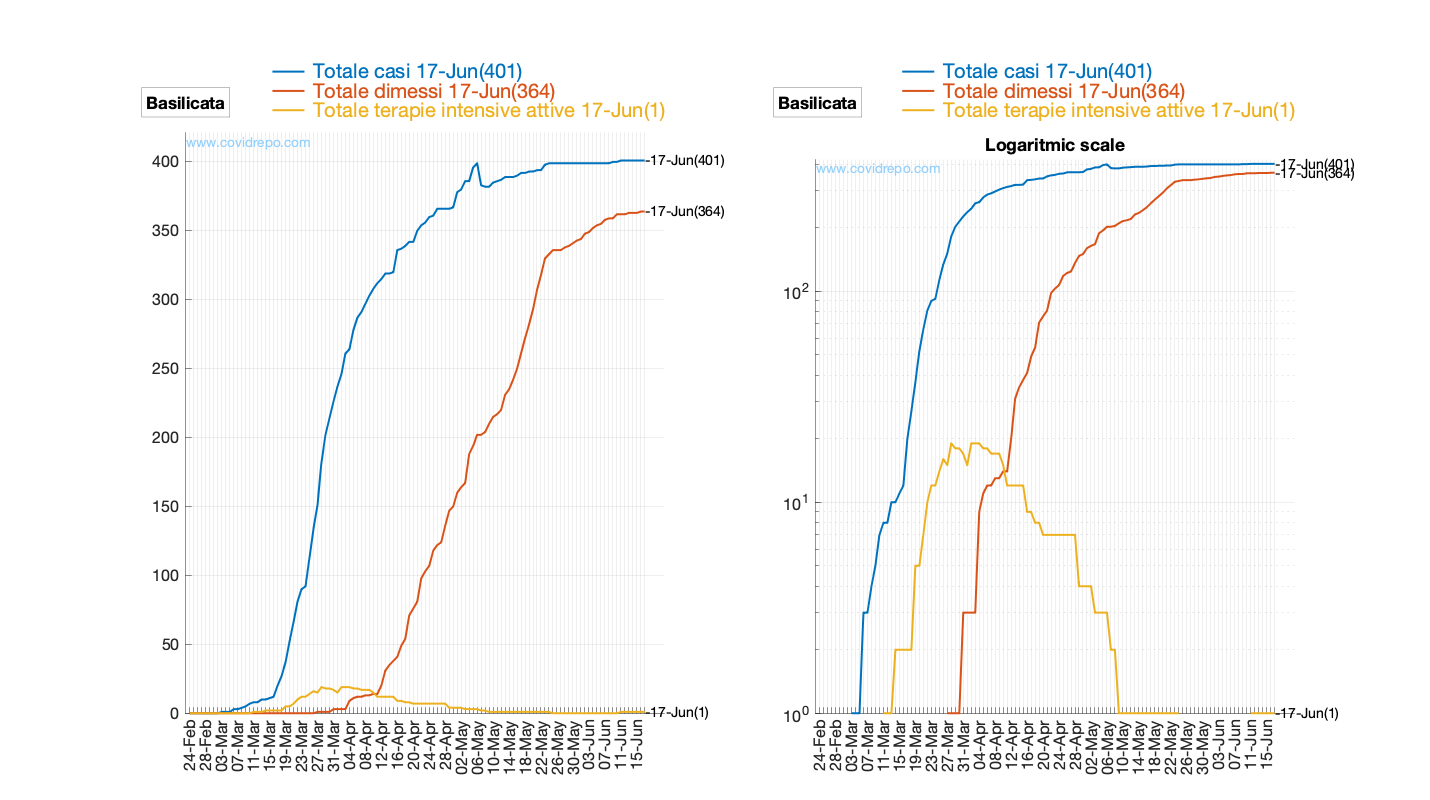 Totale casi 17-Jun(401)
Totale dimessi 17-Jun(364)
Totale terapie intensive attive 17-Jun(1)
Basilicata
www.covidrepo.com
400
350
300
250
200
150
100
50
0
-17-Jun(401)
-17-Jun(364)
-17-Jun(1)
24-Feb
28-Feb
03-Mar
07-Mar
11-Mar
15-Mar
19-Mar
23-Mar
27-Mar
31-Mar
04-Apr
08-Apr
12-Apr
16-Apr
20-Apr
24-Apr
28-Apr
02-May
06-May
10-May
14-May
18-May
22-May
26-May
30-May
03-Jun
07-Jun
11-Jun
15-Jun
Totale casi 17-Jun(401)
Totale dimessi 17-Jun(364)
Totale terapie intensive attive 17-Jun(1)
Basilicata
Logaritmic scale
www.covidrepo.com
10²
10¹
10⁰
-17-Jun(401)
-17-Jun(364)
-17-Jun(1)
24-Feb
28-Feb
03-Mar
07-Mar
11-Mar
15-Mar
19-Mar
23-Mar
27-Mar
31-Mar
04-Apr
08-Apr
12-Apr
16-Apr
20-Apr
24-Apr
28-Apr
02-May
06-May
10-May
14-May
18-May
22-May
26-May
30-May
03-Jun
07-Jun
11-Jun
15-Jun